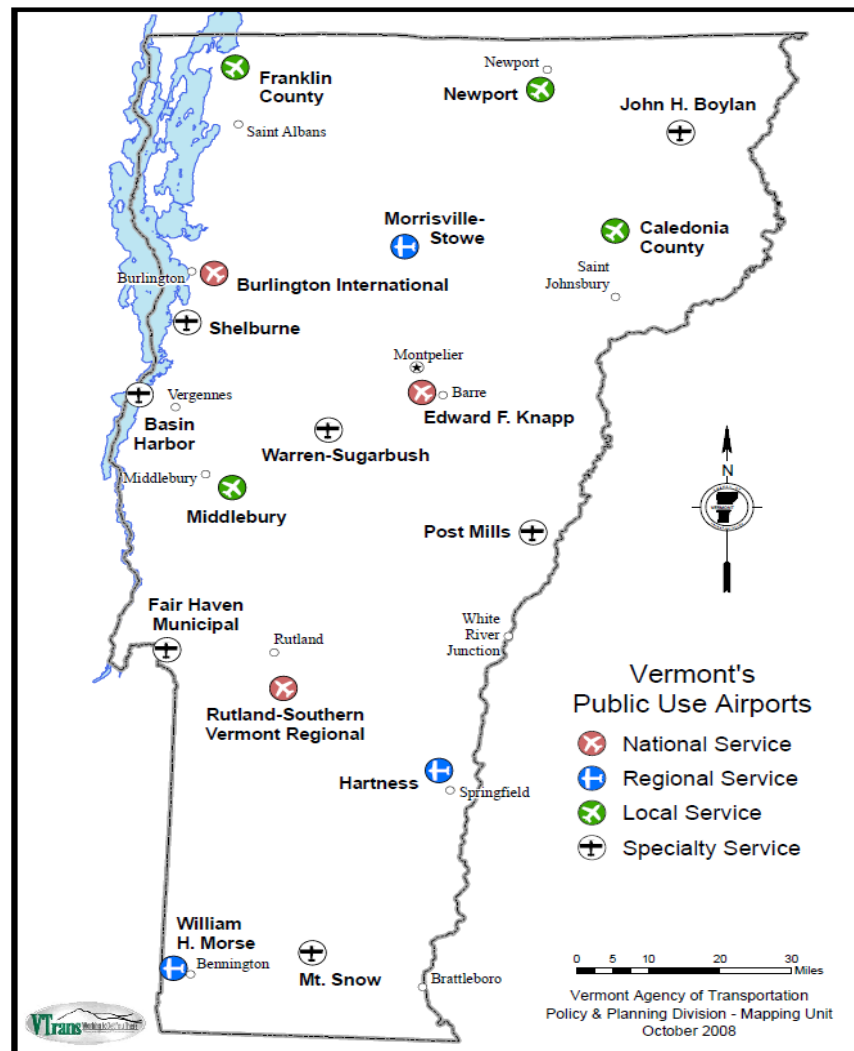 Franklin
County
Saint Albans
Newport
Newport
John H. Boylan
Morrisville-
Stowe
Caledonia
County
Saint
Johnsbury
Burlington
Burlington International
Shelburne
Montpelier
Barre
Edward F. Knapp
Vergennes
Basin
Harbor
Warren-Sugarbush
Middlebury
Middlebury
N
Post Mills
Fair Haven
Municipal
Rutland
White
River
Junction
Rutland-Southern
Vermont Regional
Hartness
Springfield
William
H. Morse
Bennington
Mt. Snow
Brattleboro
Vermont's
Public Use Airports
National Service
Regional Service
Local Service
Specialty Service
0 5 10 20 30
Miles
Vermont Agency of Transportation
Policy & Planning Division - Mapping Unit
October 2008
VTrans